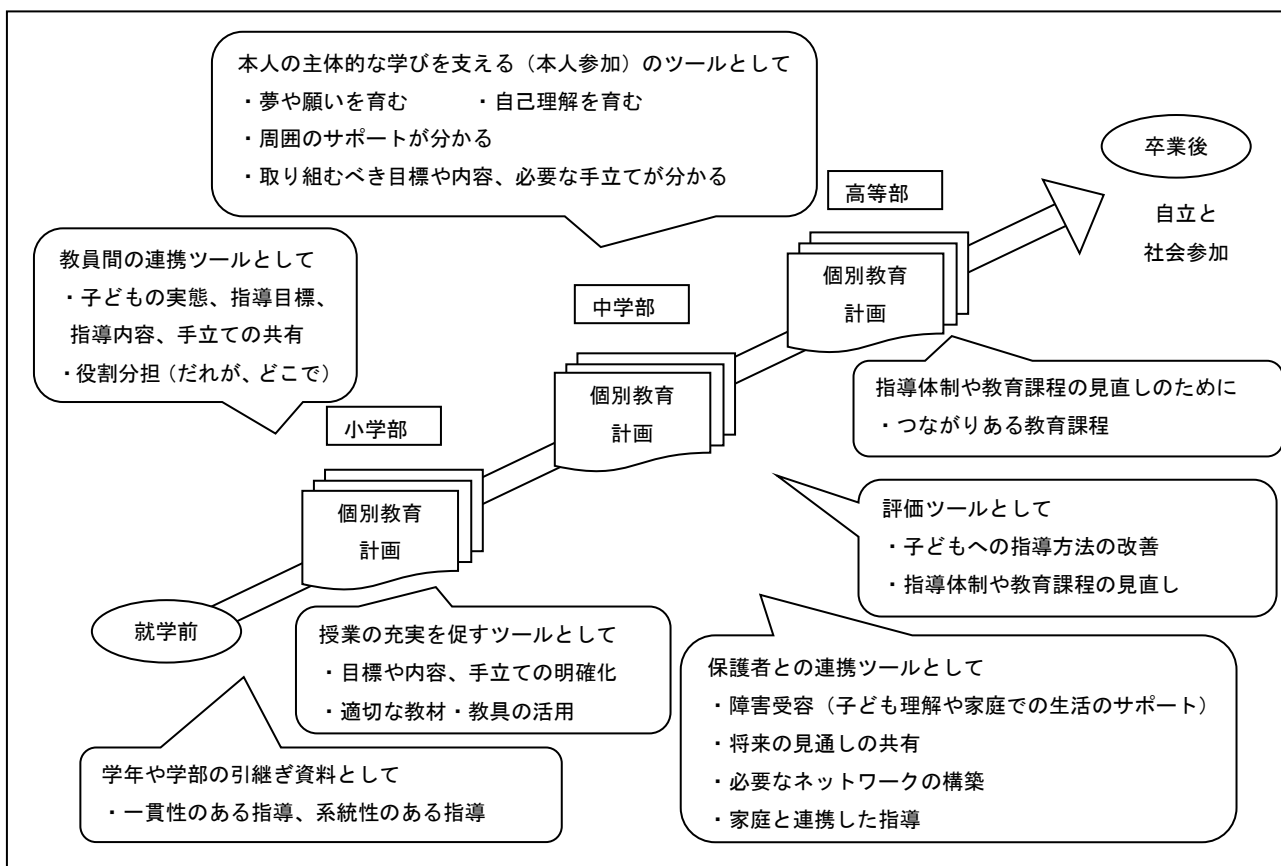 本人の主体的な学びを支える（本人参加）のツールとして
・夢や願いを育む　　　・自己理解を育む
・周囲のサポートが分かる
・取り組むべき目標や内容、必要な手立てが分かる
卒業後
自立と
社会参加
高等部
個別教育
計画
教員間の連携ツールとして
・子どもの実態、指導目標、
指導内容、手立ての共有
・役割分担（だれが、どこで）
中学部
個別教育
計画
指導体制や教育課程の見直しのために
・つながりある教育課程
小学部
個別教育
計画
評価ツールとして
・子どもへの指導方法の改善
・指導体制や教育課程の見直し
就学前
授業の充実を促すツールとして
・目標や内容、手立ての明確化
・適切な教材・教具の活用
保護者との連携ツールとして
・障害受容（子ども理解や家庭での生活のサポート）
・将来の見通しの共有
・必要なネットワークの構築
・家庭と連携した指導
学年や学部の引継ぎ資料として
・一貫性のある指導、系統性のある指導